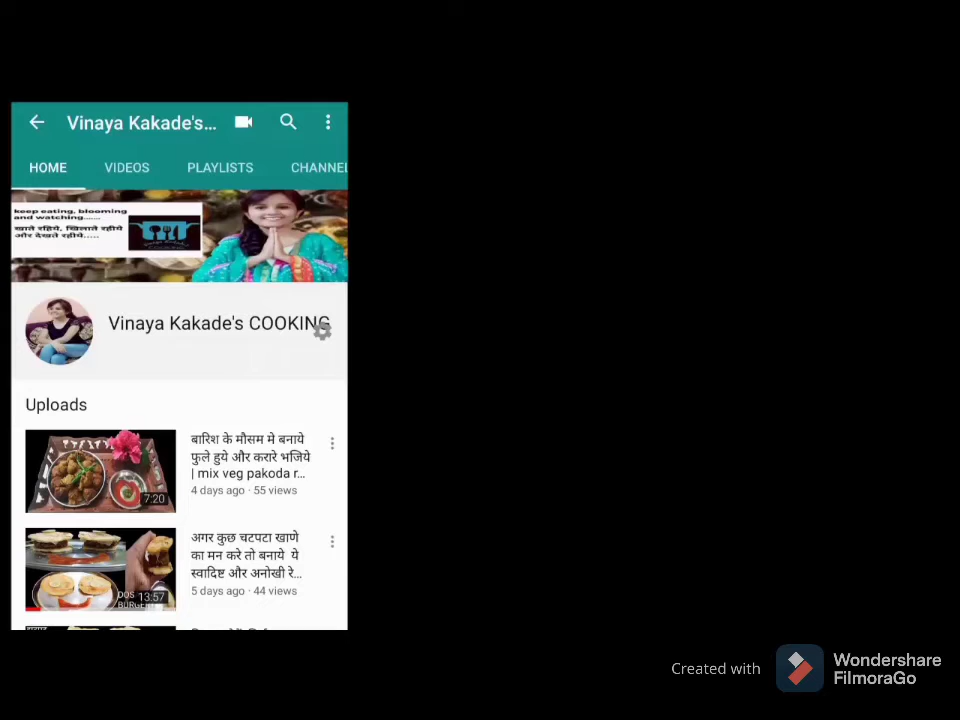 Vinaya Kakade's...
HOME VIDEOS PLAYLISTS CHANNEL
keep eating, blooming
and watching......
खाते रहिये, खिलाते रहीये
और देखते रहीये.....
Vinaya Kakade's COOKING
Uploads
बारिश के मौसम मे बनाये
फुले हुये और करारे भजिये
| mix veg pakoda r...
4 days ago · 55 views
7:20
अगर कुछ चटपटा खाणे
का मन करे तो बनाये ये
स्वादिष्ट और अनोखी रे...
5 days ago · 44 views
DOS
BURGER
13:57
Created with
Wondershare
FilmoraGo